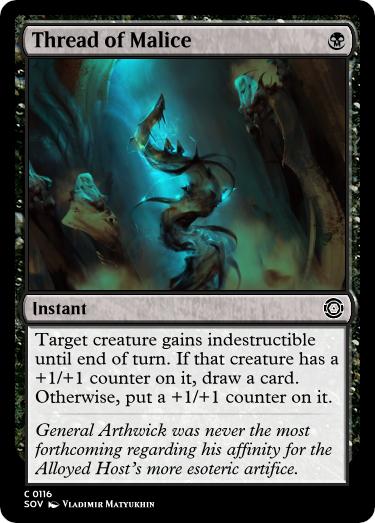 Thread of Malice
Instant
Target creature gains indestructible
until end of turn. If that creature has a
+1/+1 counter on it, draw a card.
Otherwise, put a +1/+1 counter on it.
General Arthwick was never the most
forthcoming regarding his affinity for the
Alloyed Host's more esoteric artifice.
C 0116
SOV Vladimir Matyukhin